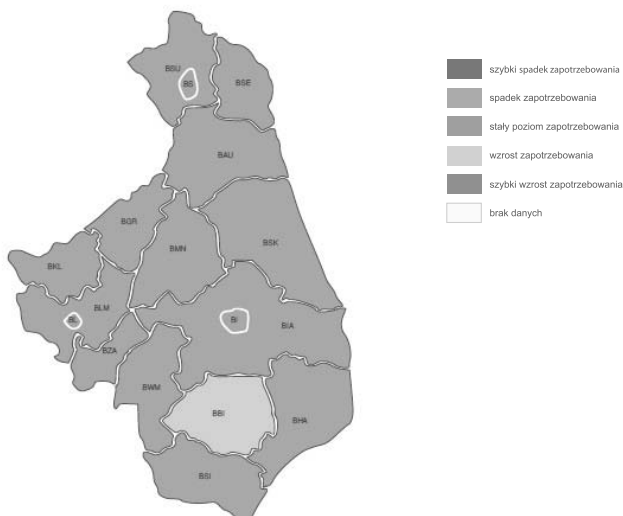 BSU
BS
BSE
BAU
BGR
BMN
BSK
BKL
BLM
BL
BI
BIA
BZA
BWM
BBI
BHA
BSI
szybki spadek zapotrzebowania
spadek zapotrzebowania
stały poziom zapotrzebowania
wzrost zapotrzebowania
szybki wzrost zapotrzebowania
brak danych